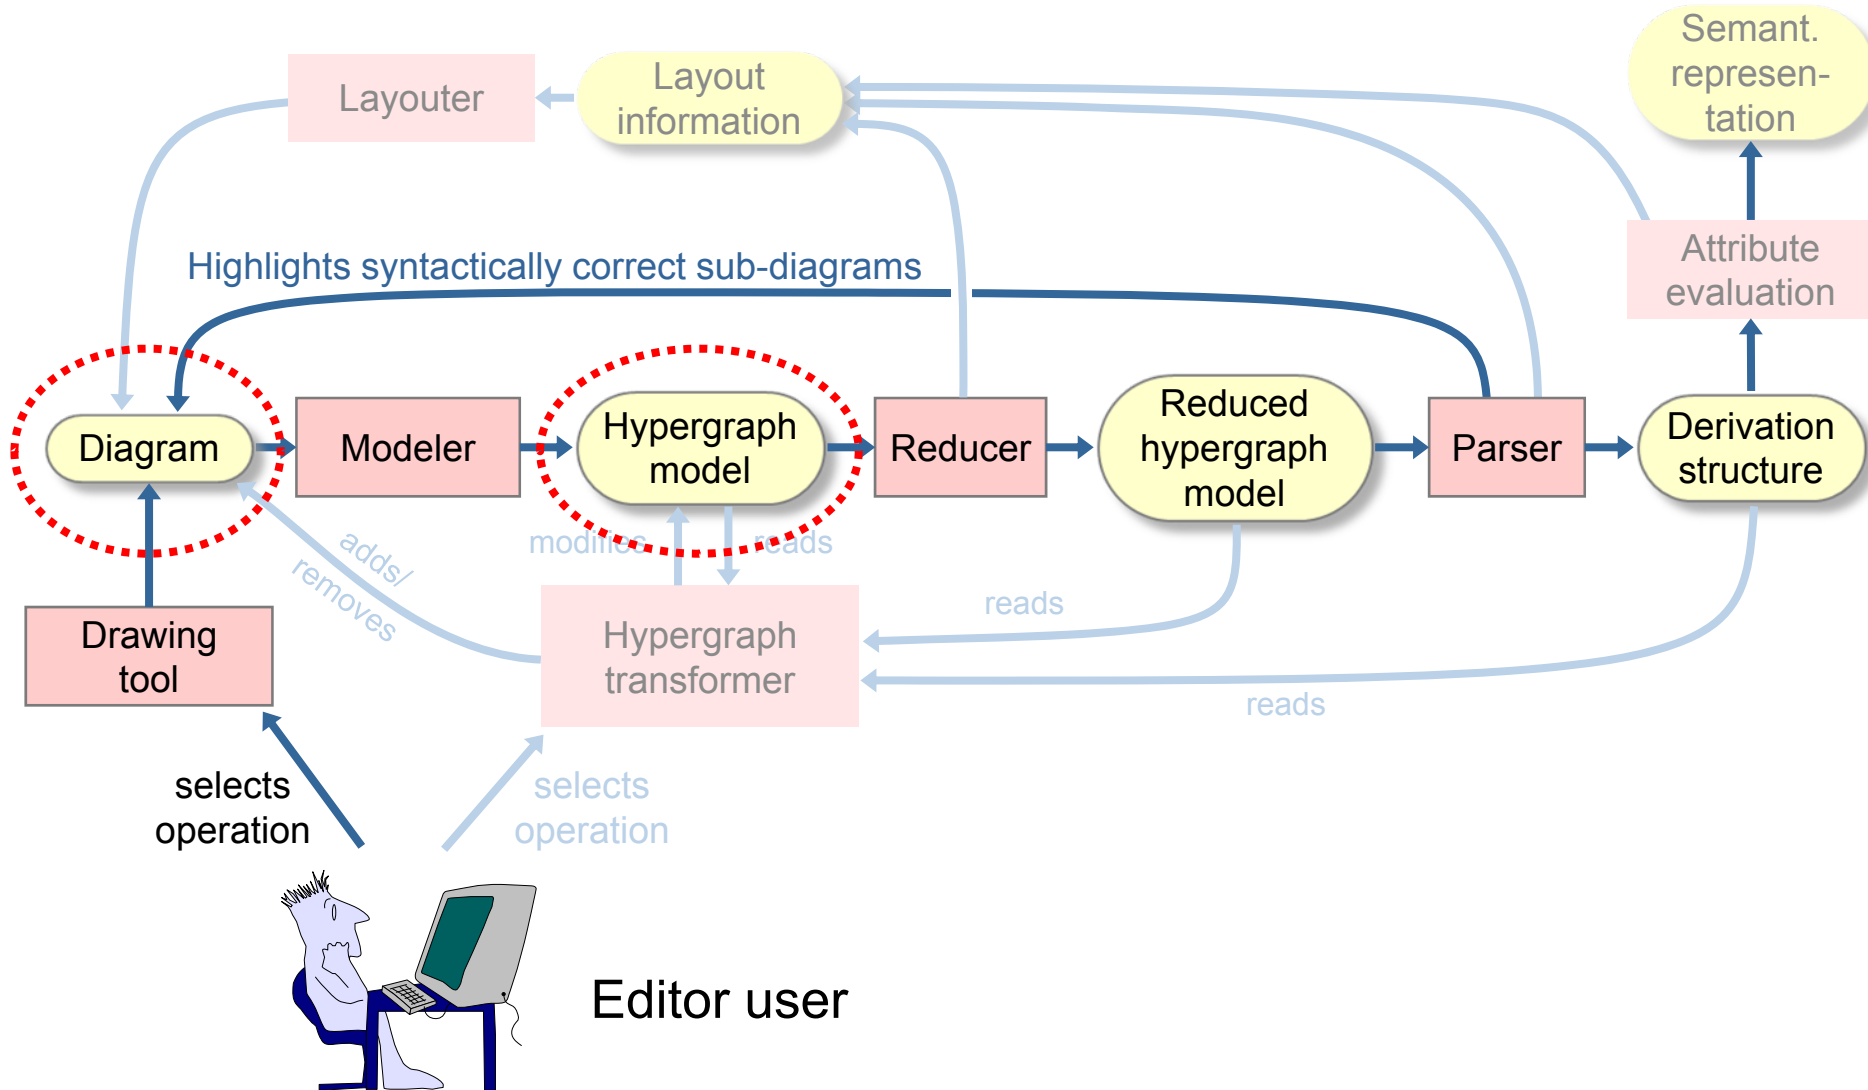 Semant.
represen-
tation
Layouter
Layout
information
Attribute
evaluation
Highlights syntactically correct sub-diagrams
Diagram
Modeler
Hypergraph
model
Reducer
Reduced
hypergraph
model
Parser
Derivation
structure
adds/
removes
modifies
reads
reads
reads
Drawing
tool
Hypergraph
transformer
selects
operation
selects
operation
Editor user